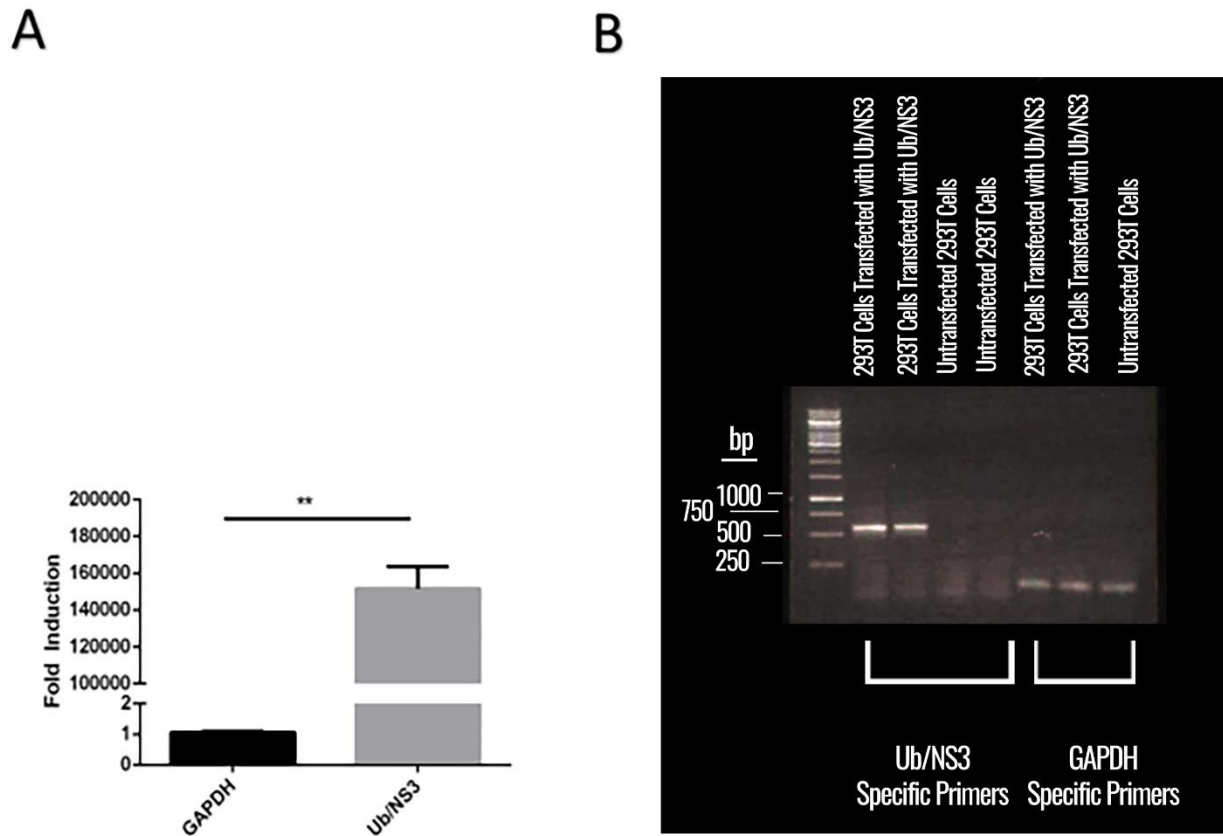 A
B
**
Fold Induction
200000
180000
160000
140000
120000
100000
2
1
0
GAPDH
Ub/NS3
293T Cells Transfected with Ub/NS3
293T Cells Transfected with Ub/NS3
Untransfected 293T Cells
Untransfected 293T Cells
293T Cells Transfected with Ub/NS3
293T Cells Transfected with Ub/NS3
Untransfected 293T Cells
bp
1000
750
500
250
Ub/NS3
Specific Primers
GAPDH
Specific Primers